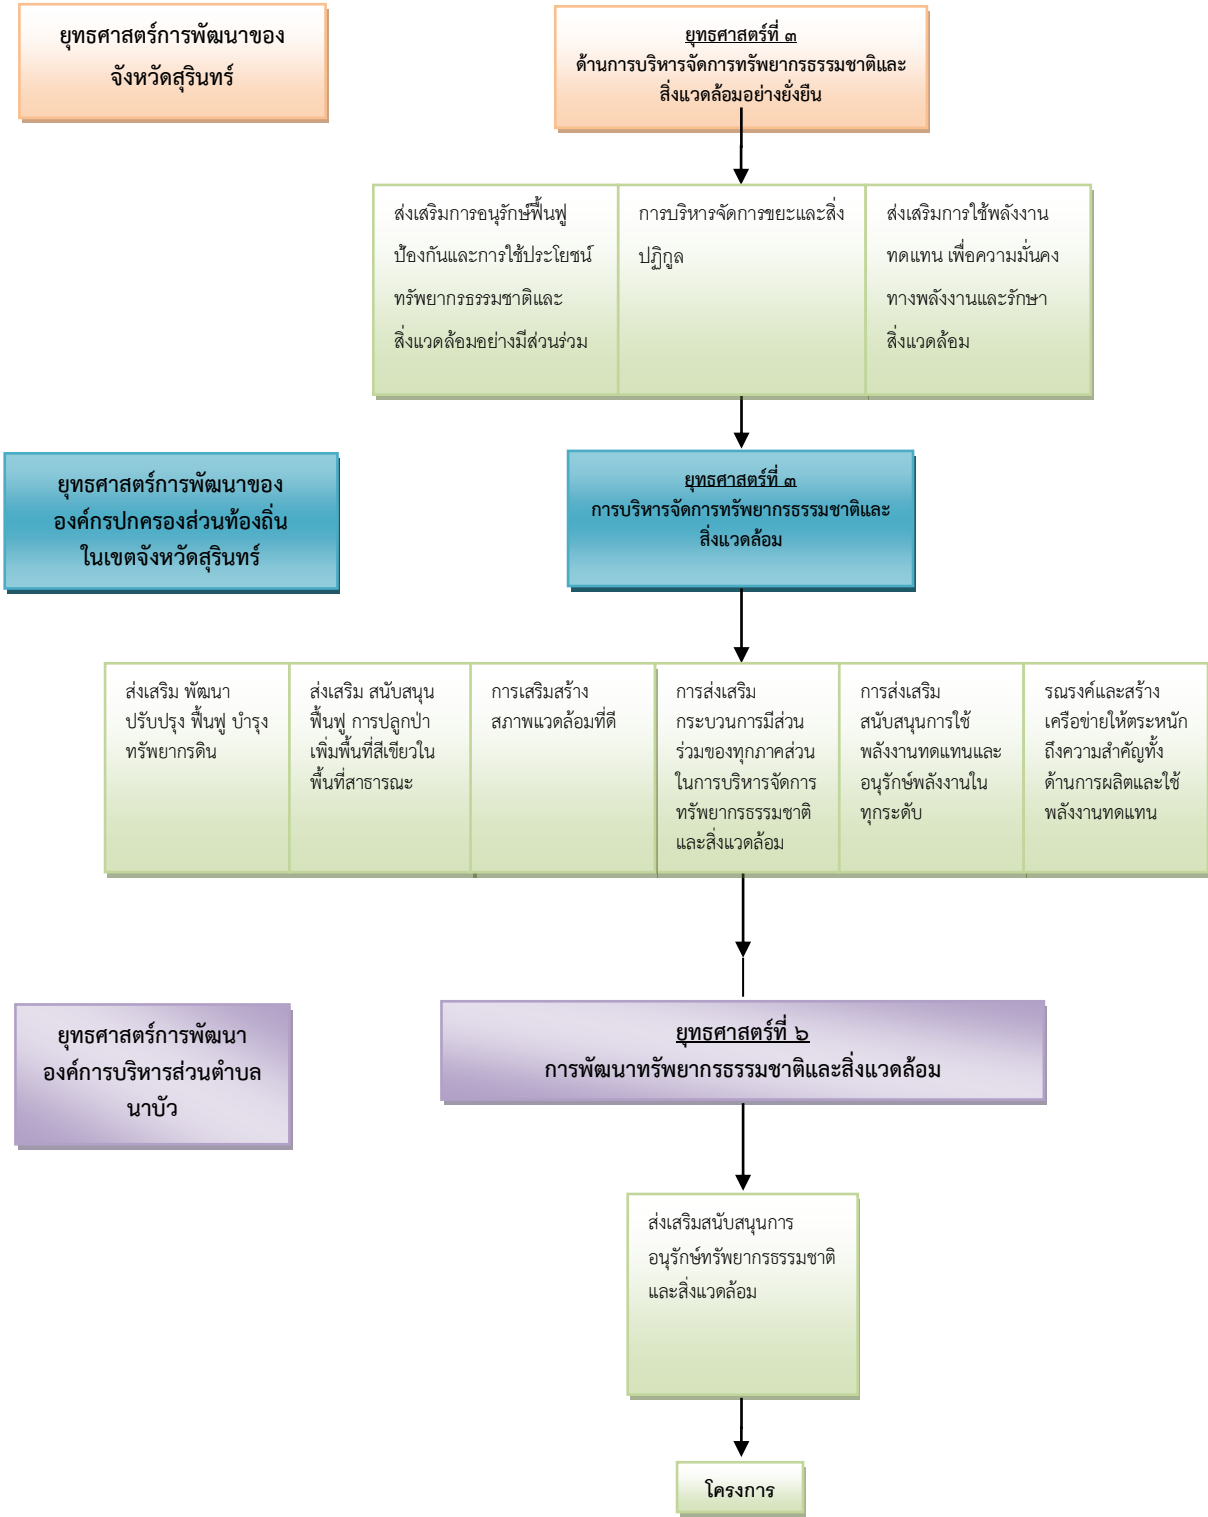 ยุทธศาสตร์การพัฒนาของ
จังหวัดสุรินทร์
ยุทธศาสตร์ที่ ๓
ด้านการบริหารจัดการทรัพยากรธรรมชาติและ
สิ่งแวดล้อมอย่างยั่งยืน
ส่งเสริมการอนุรักษ์ฟื้นฟู
ป้องกันและการใช้ประโยชน์
ทรัพยากรธรรมชาติและ
สิ่งแวดล้อมอย่างมีส่วนร่วม
การบริหารจัดการขยะและสิ่ง
ปฏิกูล
ส่งเสริมการใช้พลังงาน
ทดแทน เพื่อความมั่นคง
ทางพลังงานและรักษา
สิ่งแวดล้อม
ยุทธศาสตร์การพัฒนาของ
องค์กรปกครองส่วนท้องถิ่น
ในเขตจังหวัดสุรินทร์
ยุทธศาสตร์ที่ ๓
การบริหารจัดการทรัพยากรธรรมชาติและ
สิ่งแวดล้อม
ส่งเสริม พัฒนา
ปรับปรุง ฟื้นฟู บำรุง
ทรัพยากรดิน
ส่งเสริม สนับสนุน
ฟื้นฟู การปลูกป่า
เพิ่มพื้นที่สีเขียวใน
พื้นที่สาธารณะ
การเสริมสร้าง
สภาพแวดล้อมที่ดี
การส่งเสริม
กระบวนการมีส่วน
ร่วมของทุกภาคส่วน
ในการบริหารจัดการ
ทรัพยากรธรรมชาติ
และสิ่งแวดล้อม
การส่งเสริม
สนับสนุนการใช้
พลังงานทดแทนและ
อนุรักษ์พลังงานใน
ทุกระดับ
รณรงค์และสร้าง
เครือข่ายให้ตระหนัก
ถึงความสำคัญทั้ง
ด้านการผลิตและใช้
พลังงานทดแทน
ยุทธศาสตร์การพัฒนา
องค์การบริหารส่วนตำบล
นาบัว
ยุทธศาสตร์ที่ ๖
การพัฒนาทรัพยากรธรรมชาติและสิ่งแวดล้อม
ส่งเสริมสนับสนุนการ
อนุรักษ์ทรัพยากรธรรมชาติ
และสิ่งแวดล้อม
โครงการ